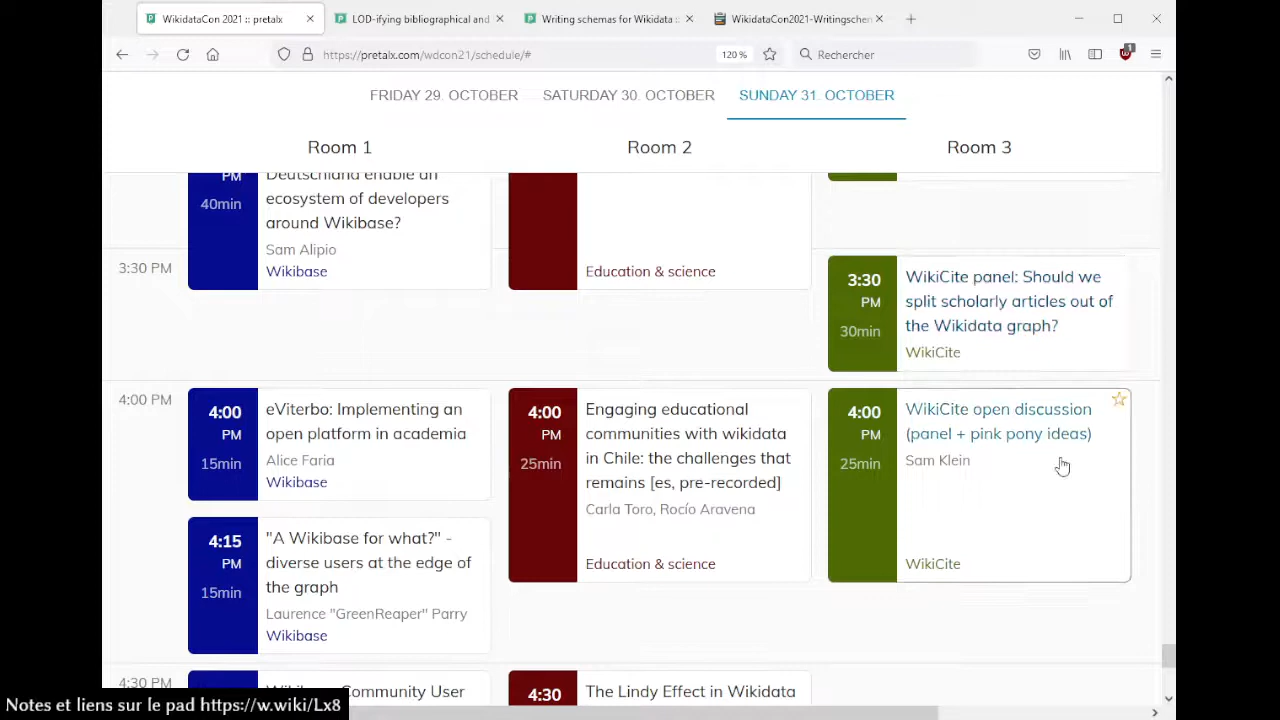 WikidataCon 2021 :: pretalx
LOD-ifying bibliographical and
Writing schemas for Wikidata ::
WikidataCon2021-Writingschen
https://pretalx.com/wdcon21/schedule/#
120 %
Rechercher
1
FRIDAY 29. OCTOBER
SATURDAY 30. OCTOBER
SUNDAY 31. OCTOBER
Room 1
Room 2
Room 3
PM
40min
Deutschland enable an
ecosystem of developers
around Wikibase?
Sam Alipio
Wikibase
Education & science
3:30 PM
3:30
PM
30min
WikiCite panel: Should we
split scholarly articles out of
the Wikidata graph?
WikiCite
4:00 PM
4:00
PM
15min
eViterbo: Implementing an
open platform in academia
Alice Faria
Wikibase
4:00
PM
25min
Engaging educational
communities with wikidata
in Chile: the challenges that
remains [es, pre-recorded]
Carla Toro, Rocío Aravena
Education & science
4:00
PM
25min
WikiCite open discussion
(panel + pink pony ideas)
Sam Klein
WikiCite
4:15
PM
15min
"A Wikibase for what?" -
diverse users at the edge of
the graph
Laurence "GreenReaper" Parry
Wikibase
4:30 PM
Community User
4:30
The Lindy Effect in Wikidata
Notes et liens sur le pad https://w.wiki/Lx8